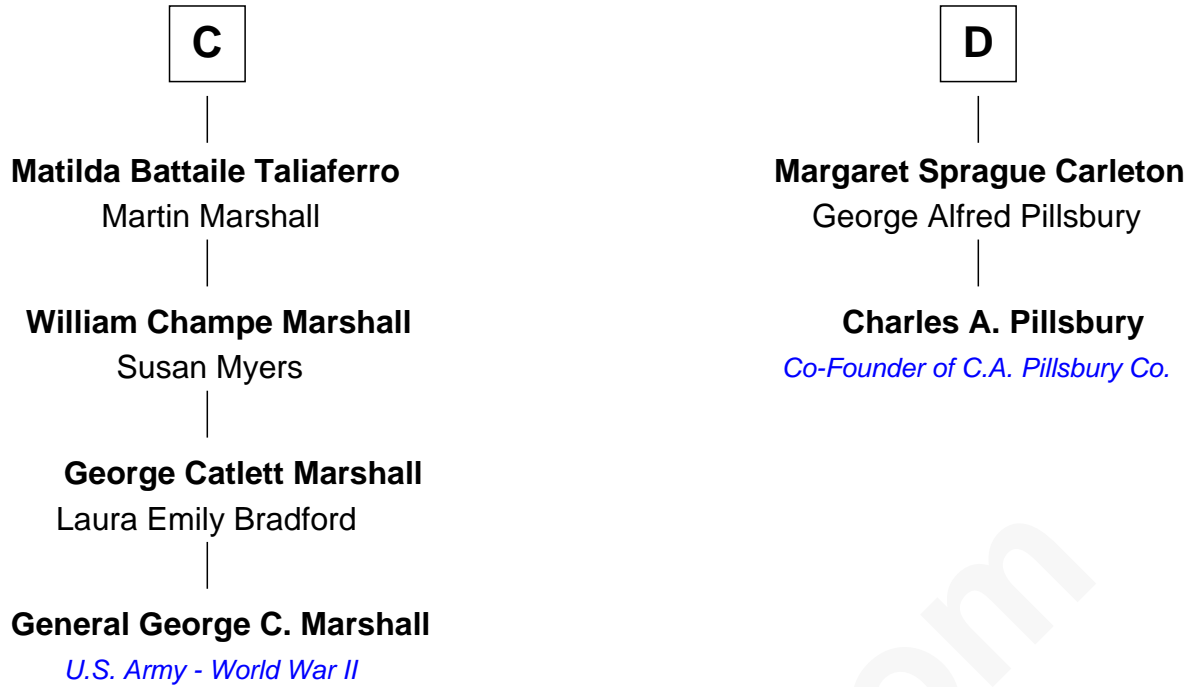 C
Matilda Battaile Taliaferro
Martin Marshall
William Champe Marshall
Susan Myers
George Catlett Marshall
Laura Emily Bradford
General George C. Marshall
U.S. Army - World War II
D
Margaret Sprague Carleton
George Alfred Pillsbury
Charles A. Pillsbury
Co-Founder of C.A. Pillsbury Co.
om